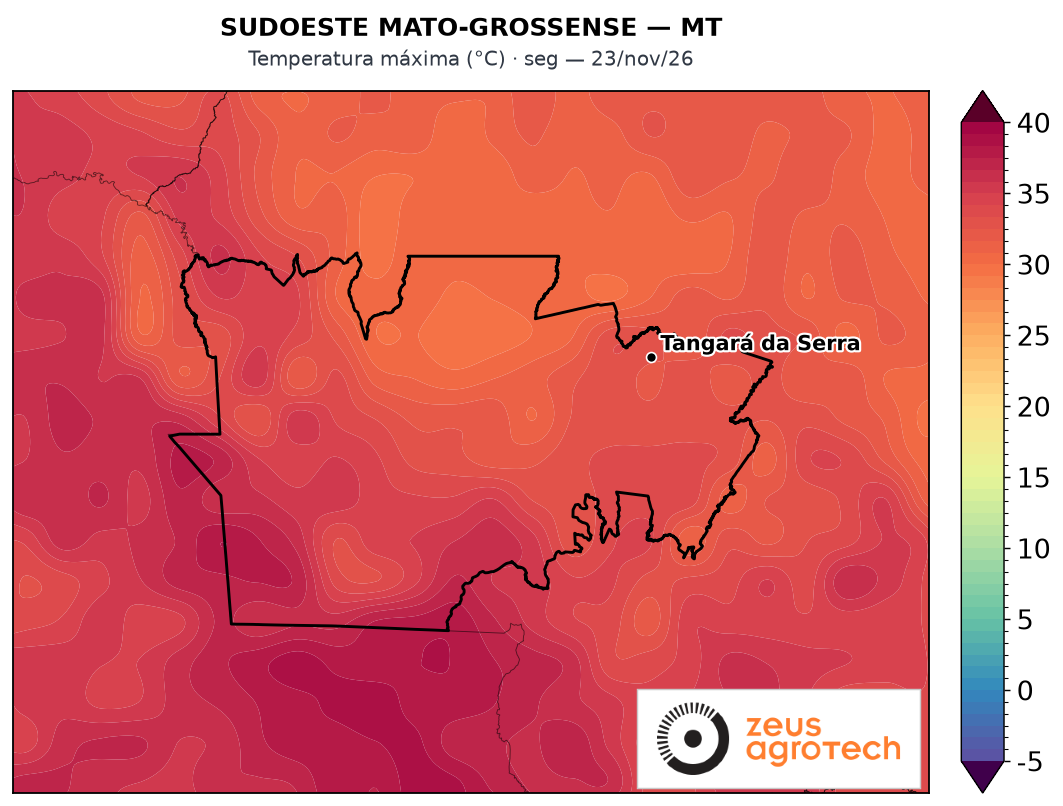 SUDOESTE MATO-GROSSENSE — MT
Temperatura máxima (°C) · seg — 23/nov/26
Tangará da Serra
40
35
30
25
20
15
10
5
0
-5
zeus
agrotech